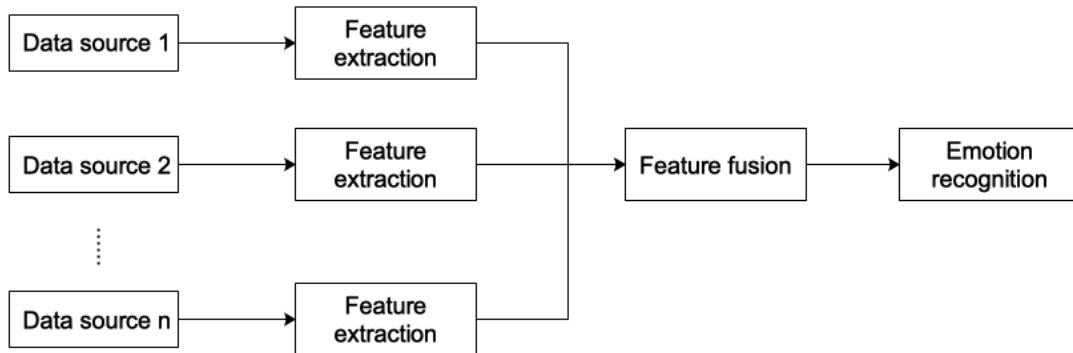 Data source 1
Feature
extraction
Data source 2
Feature
extraction
Feature fusion
Emotion
recognition
Data source n
Feature
extraction